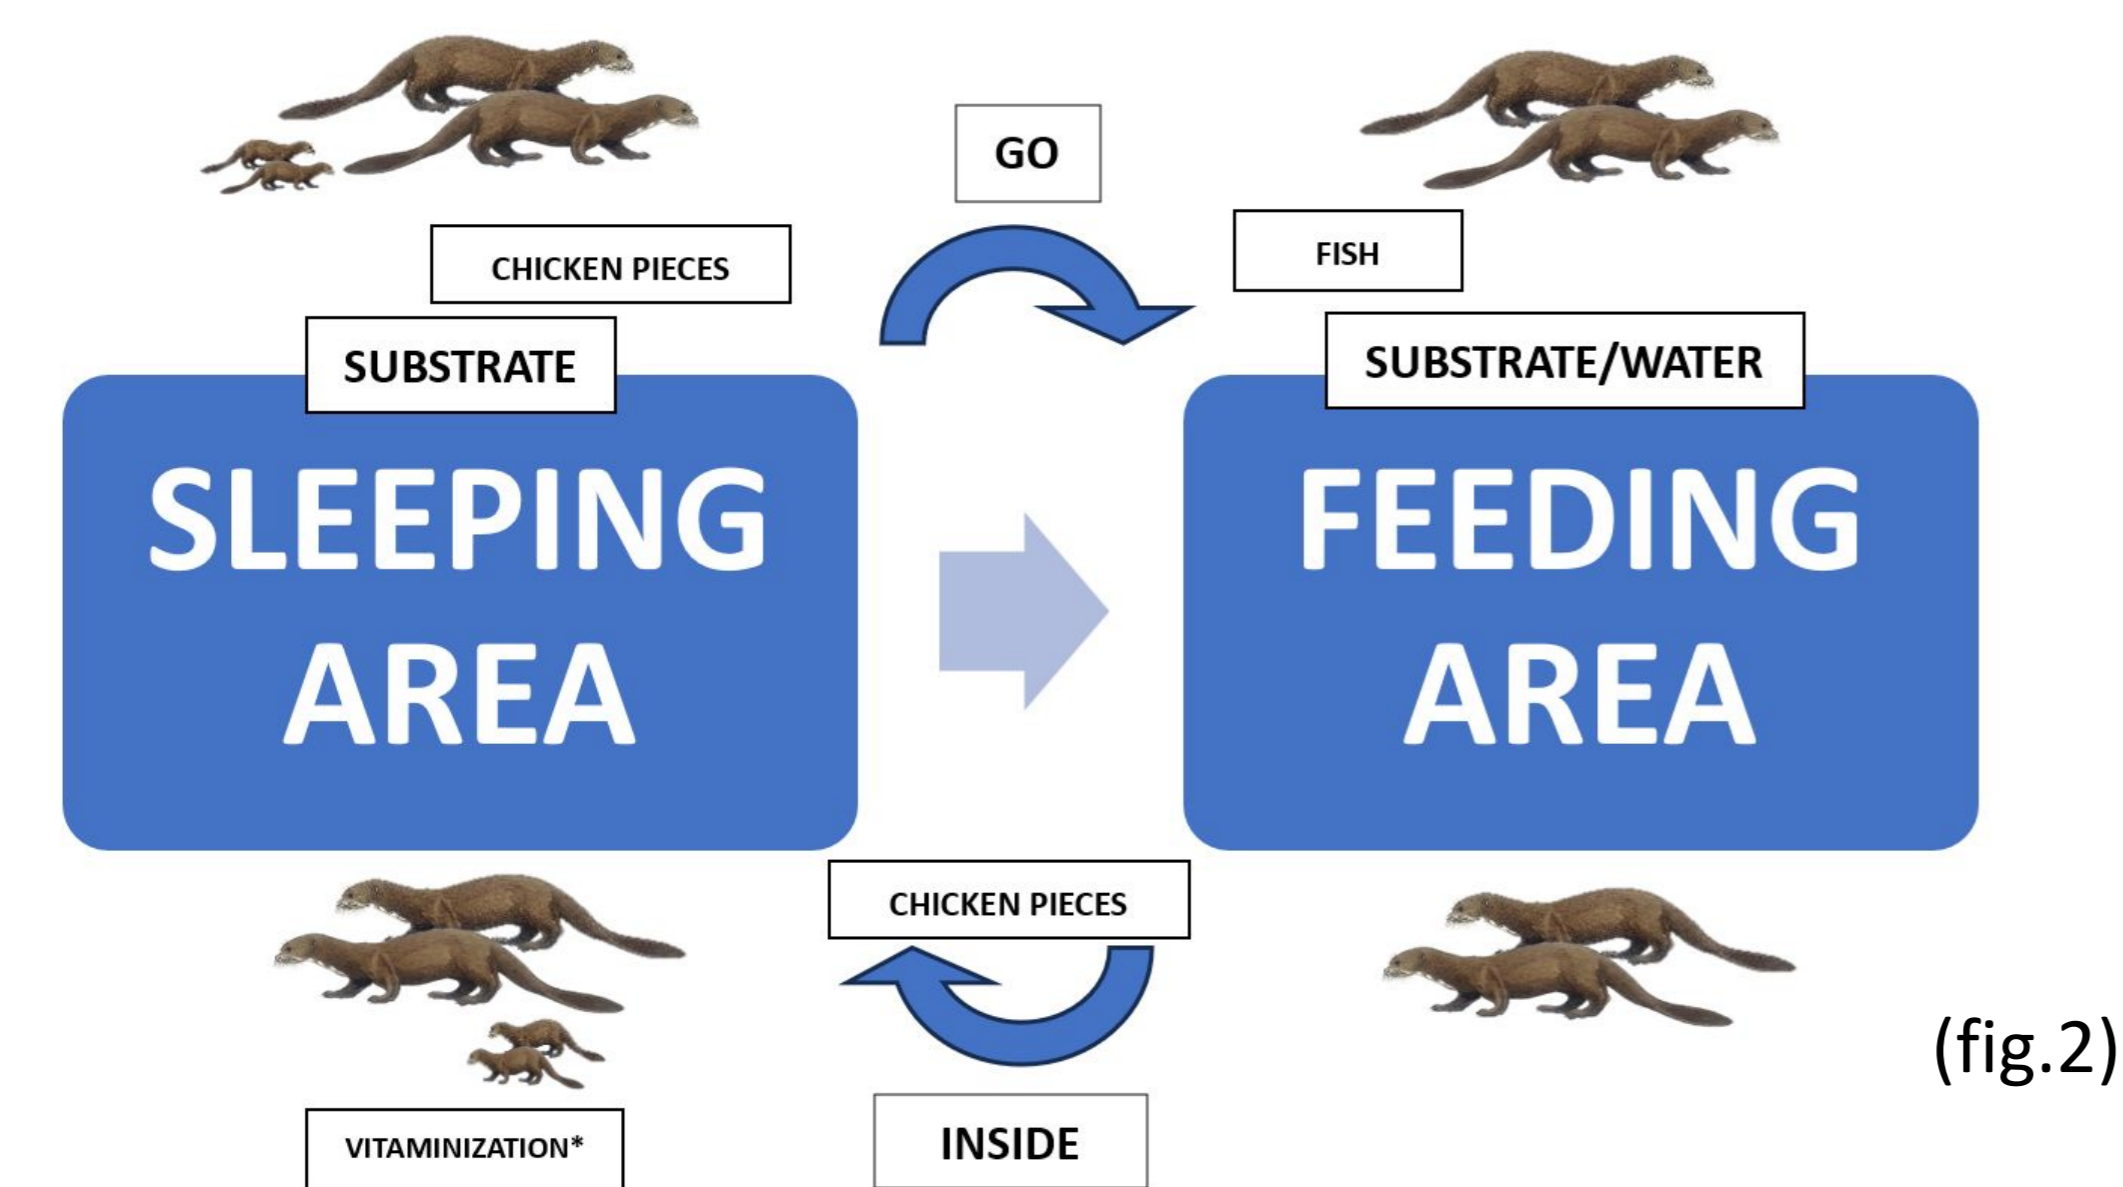 GO
CHICKEN PIECES
FISH
SUBSTRATE
SUBSTRATE/WATER
SLEEPING
AREA
FEEDING
AREA
CHICKEN PIECES
(fig.2)
VITAMINIZATION*
INSIDE